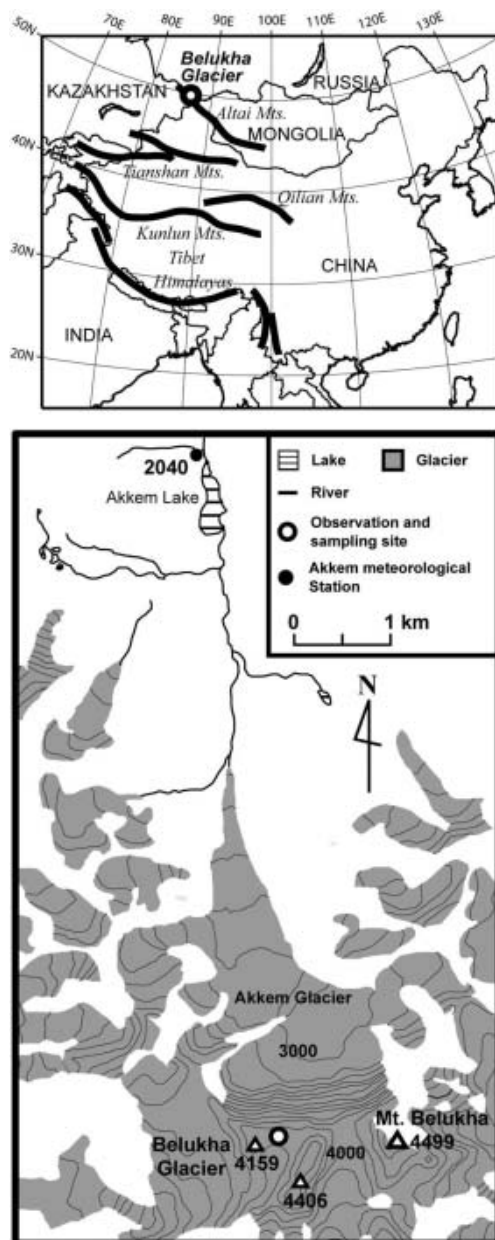 80E 90E 100E 110E 120E 130E
50N
Belukha
Glacier
KAZAKHSTAN
RUSSIA
Altai Mts.
MONGOLIA
40N
Tianshan Mts.
Qilian Mts.
Kunlun Mts.
Tibet
30N
Himalayas
CHINA
INDIA
20N
2040
Akkem Lake
Lake Glacier
River
Observation and
sampling site
Akkem meteorological
Station
0 1 km
N
Akkem Glacier
3000
Mt. Belukha
Belukha
Glacier
4159
4000
4499
4406